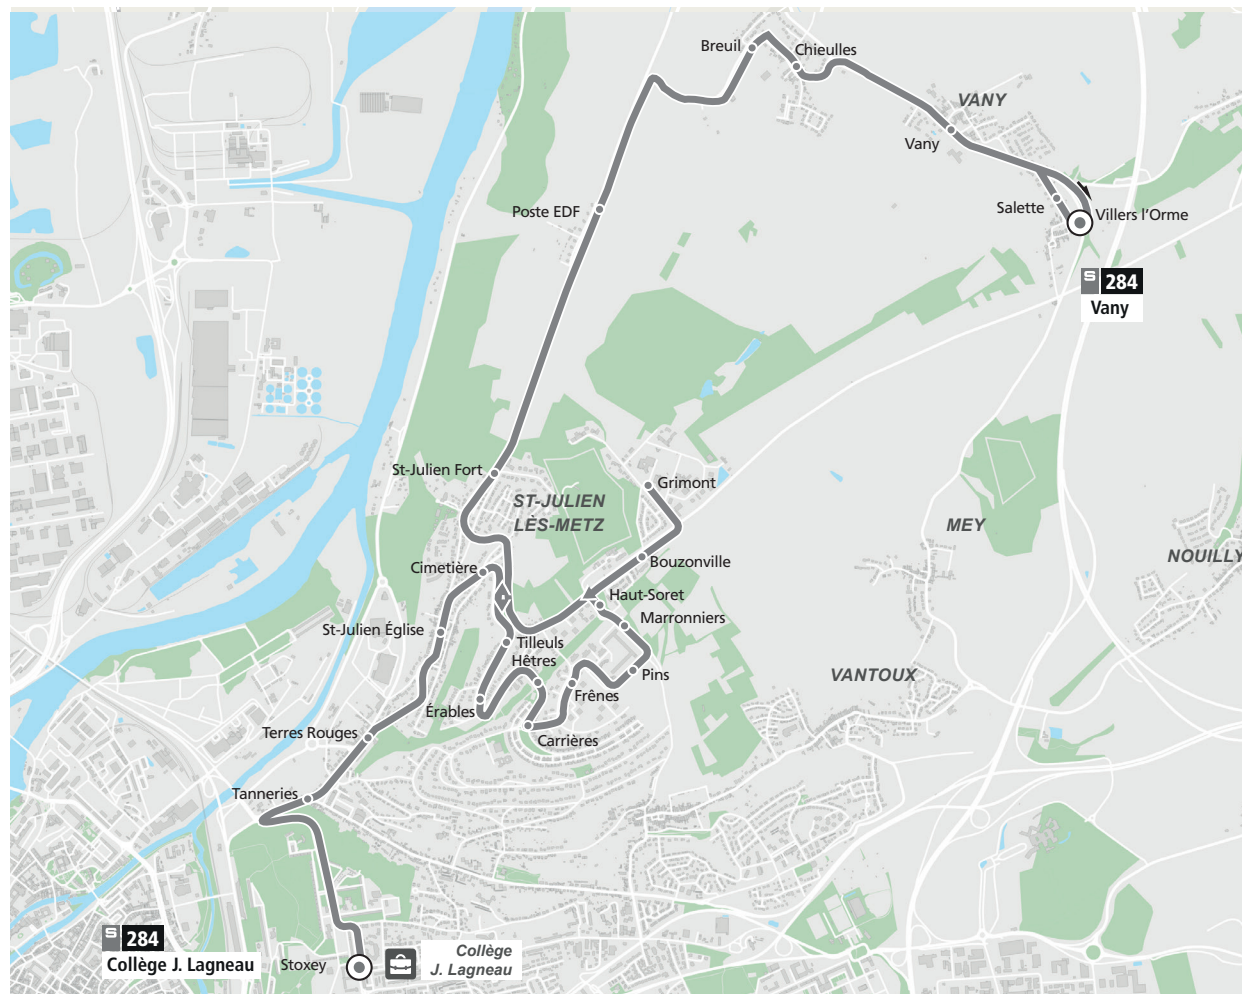 Breuil
Chieulles
VANY
Vany
Salette
Villers l'Orme
Poste EDF
S 284
Vany
St-Julien Fort
Grimont
ST-JULIEN
LÈS-METZ
MEY
NOUILLY
Cimetière
Bouzonville
Haut-Soret
Marronniers
St-Julien Église
Tilleuls
Hêtres
Pins
VANTOUX
Frênes
Érables
Terres Rouges
Carrières
Tanneries
S 284
Collège J. Lagneau
Stoxey
Collège
J. Lagneau